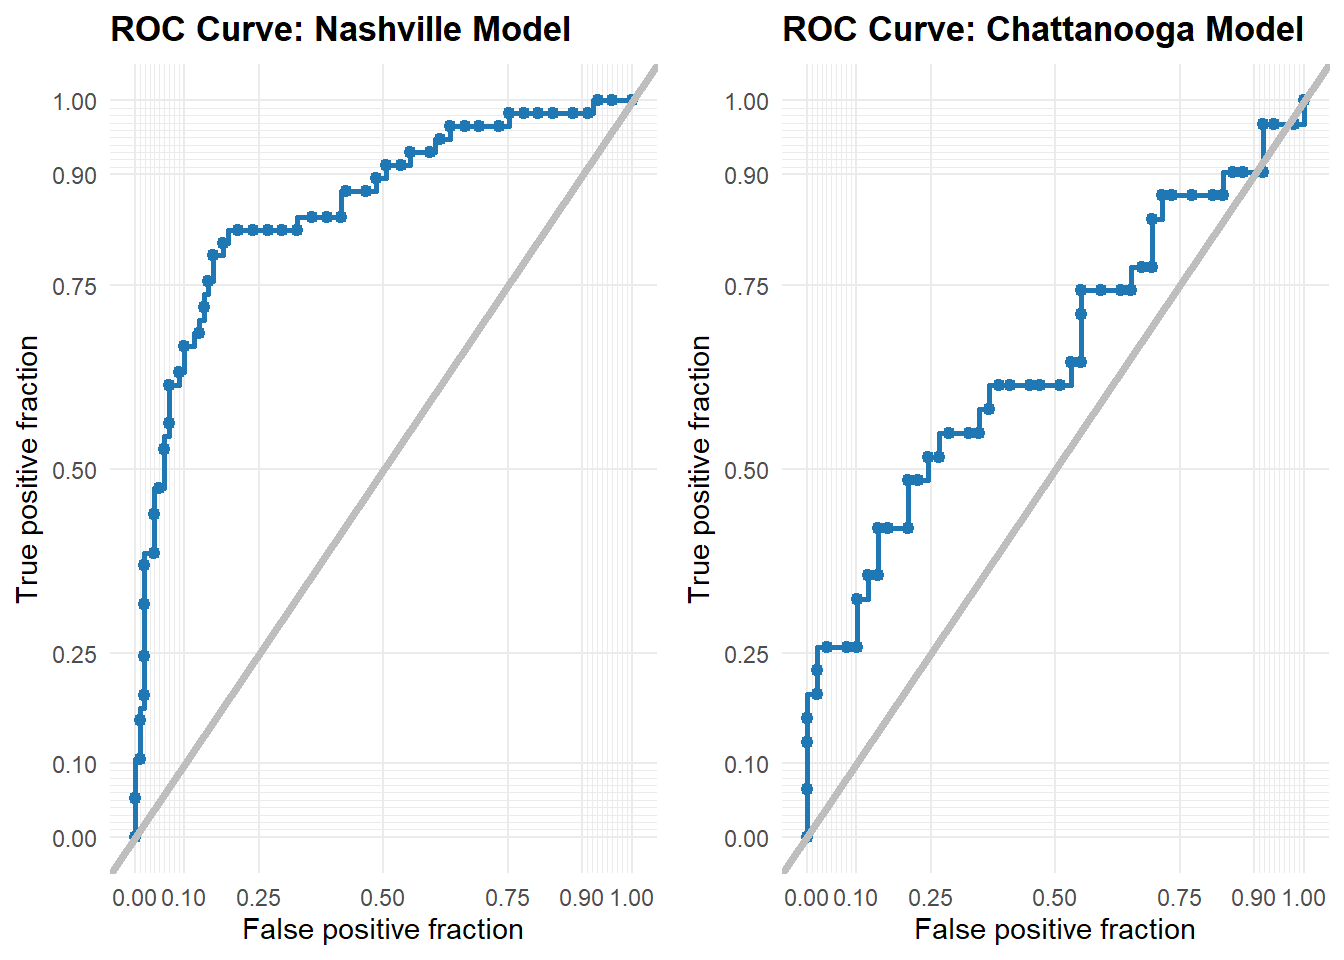 ROC Curve: Nashville Model
1.00
0.90
0.75
0.50
0.25
0.10
0.00
True positive fraction
0.00 0.10 0.25 0.50 0.75 0.90 1.00
False positive fraction
ROC Curve: Chattanooga Model
1.00
0.90
0.75
0.50
0.25
0.10
0.00
True positive fraction
0.00 0.10 0.25 0.50 0.75 0.90 1.00
False positive fraction